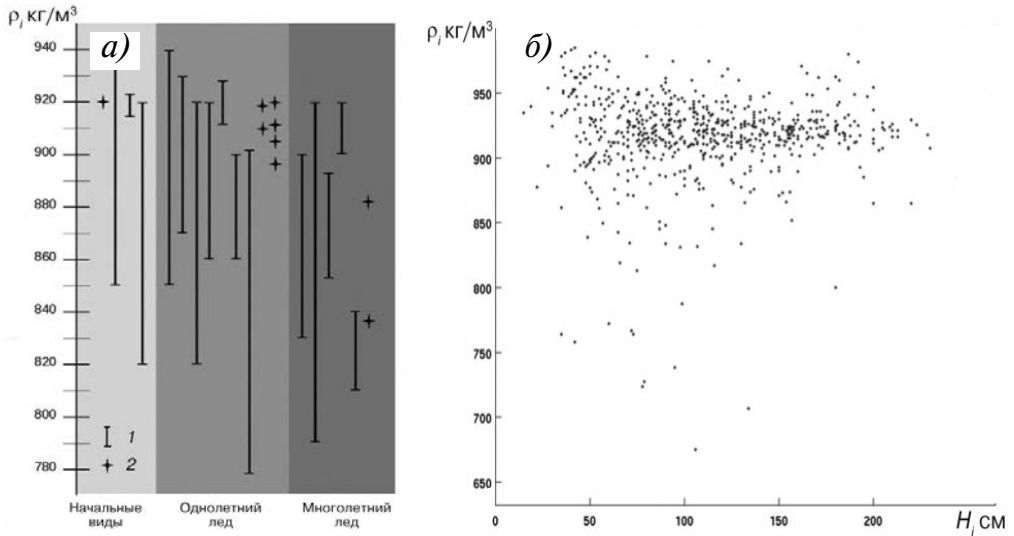 ρi кг/м³
а)
940
920
900
880
860
840
820
800
780
1
2
Начальные
виды
Однолетний
лед
Многолетний
лед
ρi кг/м³
б)
950
900
850
800
750
700
650
0
50
100
150
200
Hi см